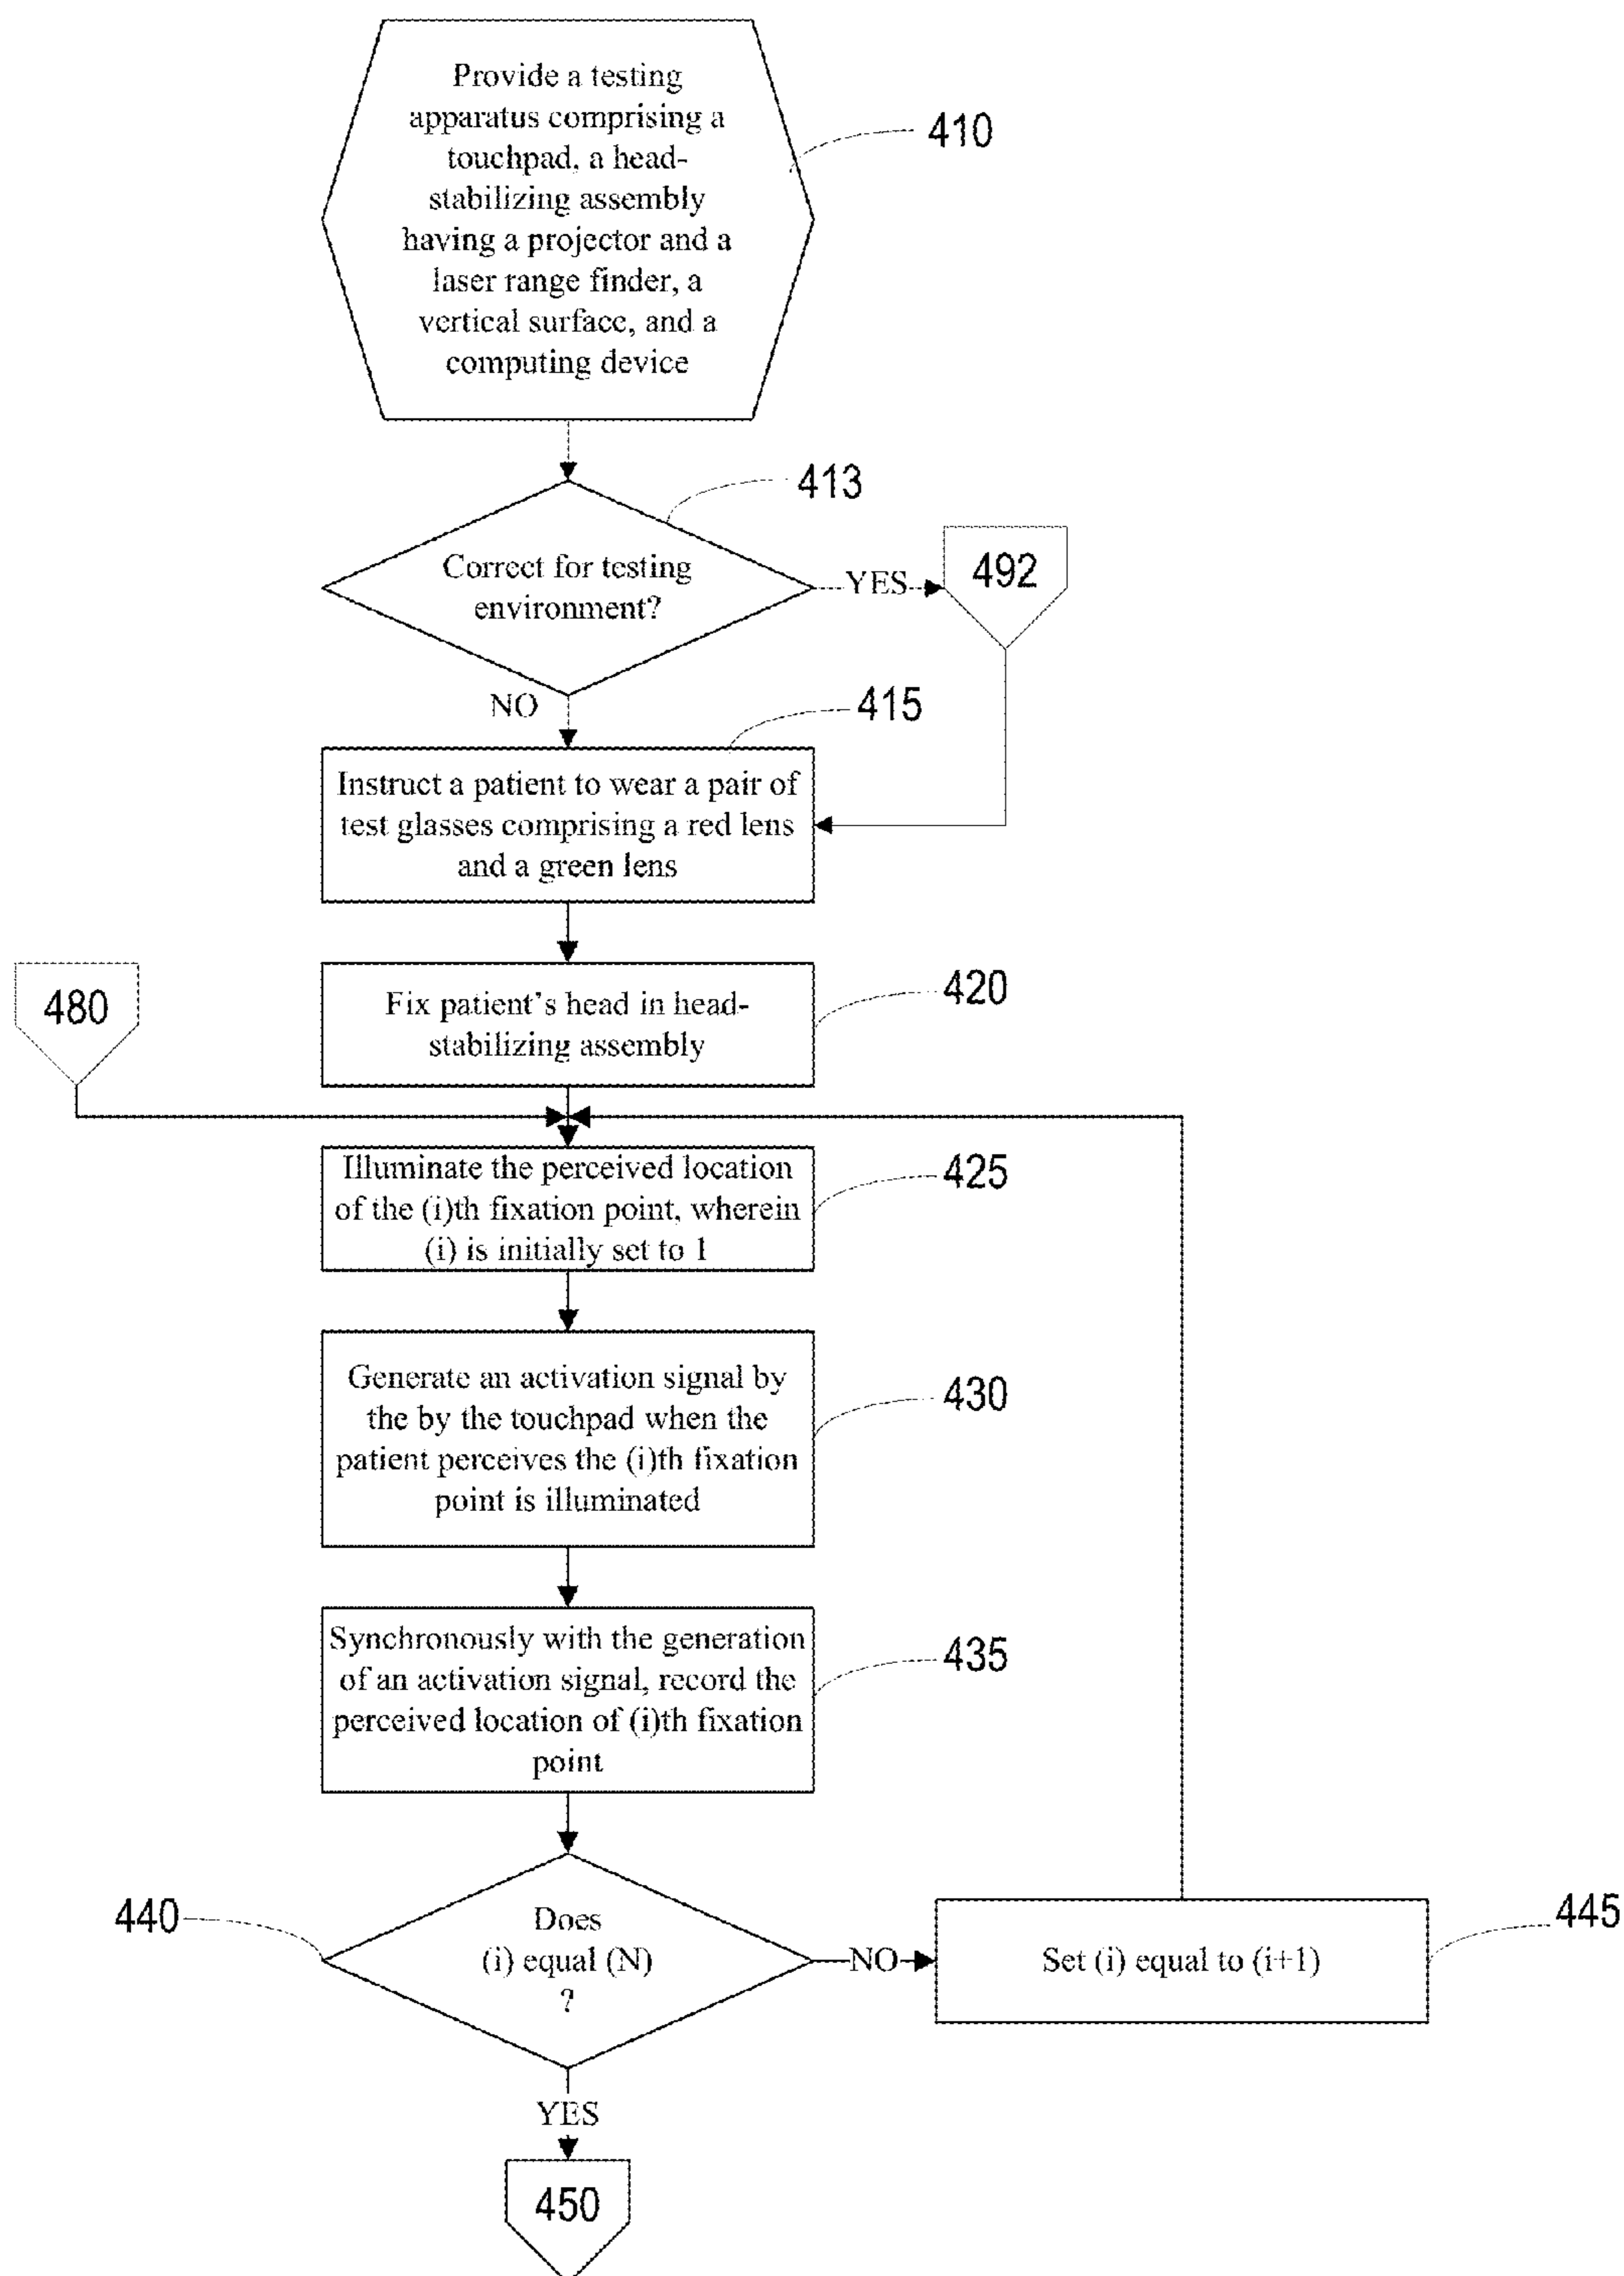 Provide a testing
apparatus comprising a
touchpad, a head-
stabilizing assembly
having a projector and a
laser range finder, a
vertical surface, and a
computing device
410
413
Correct for testing
environment?
YES
492
NO
415
Instruct a patient to wear a pair of
test glasses comprising a red lens
and a green lens
480
Fix patient's head in head-
stabilizing assembly
420
Illuminate the perceived location
of the (i)th fixation point, wherein
(i) is initially set to 1
425
Generate an activation signal by
the by the touchpad when the
patient perceives the (i)th fixation
point is illuminated
430
Synchronously with the generation
of an activation signal, record the
perceived location of (i)th fixation
point
435
440
Does
(i) equal (N)
?
NO
Set (i) equal to (i+1)
445
YES
450